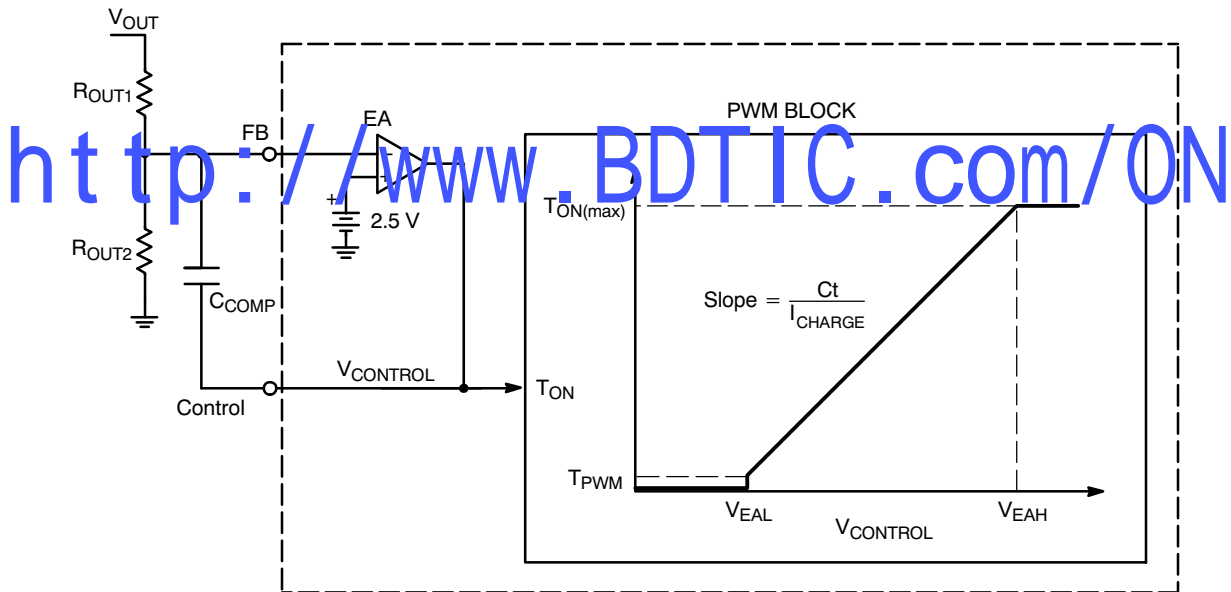 VOUT
ROUT1
FB
EA
PWM BLOCK
http://www.BDTIC.com/ON
+
2.5 V
TON(max)
ROUT2
CCOMP
Slope = Ct / ICHARGE
VCONTROL
Control
TON
TPWM
VEAL
VEAH
VCONTROL